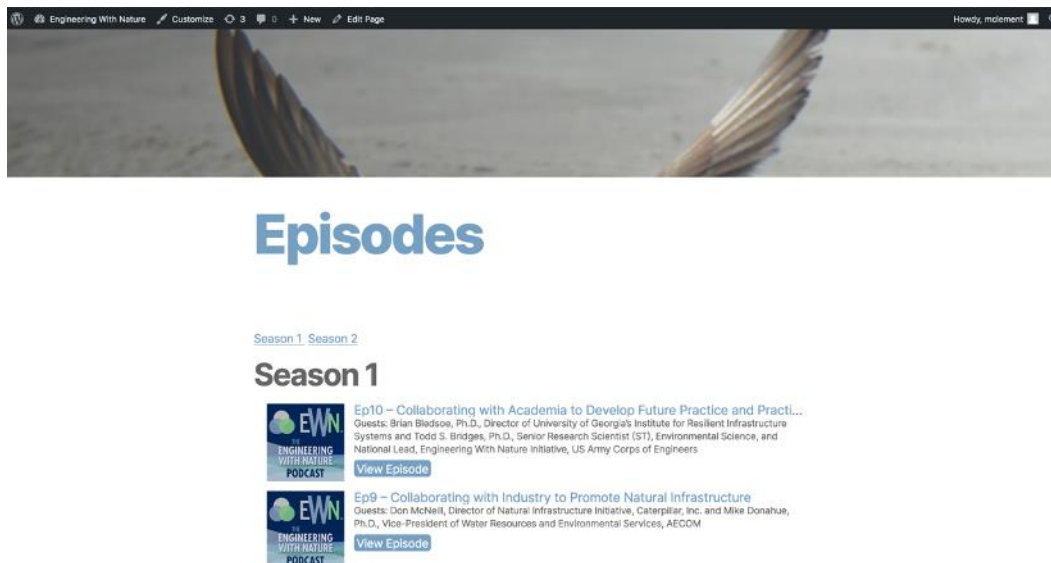 Engineering With Nature Customize 3 0 + New Edit Page Howdy, mclement
Episodes
Season 1 Season 2
Season 1
EWN
THE
ENGINEERING
WITH NATURE
PODCAST
Ep10 – Collaborating with Academia to Develop Future Practice and Practi...
Guests: Brian Bledsoe, Ph.D., Director of University of Georgia's Institute for Resilient Infrastructure
Systems and Todd S. Bridges, Ph.D., Senior Research Scientist (ST), Environmental Science, and
National Lead, Engineering With Nature Initiative, US Army Corps of Engineers
View Episode
EWN
THE
ENGINEERING
WITH NATURE
PODCAST
Ep9 – Collaborating with Industry to Promote Natural Infrastructure
Guests: Don McNeill, Director of Natural Infrastructure Initiative, Caterpillar, Inc. and Mike Donahue,
Ph.D., Vice-President of Water Resources and Environmental Services, AECOM
View Episode